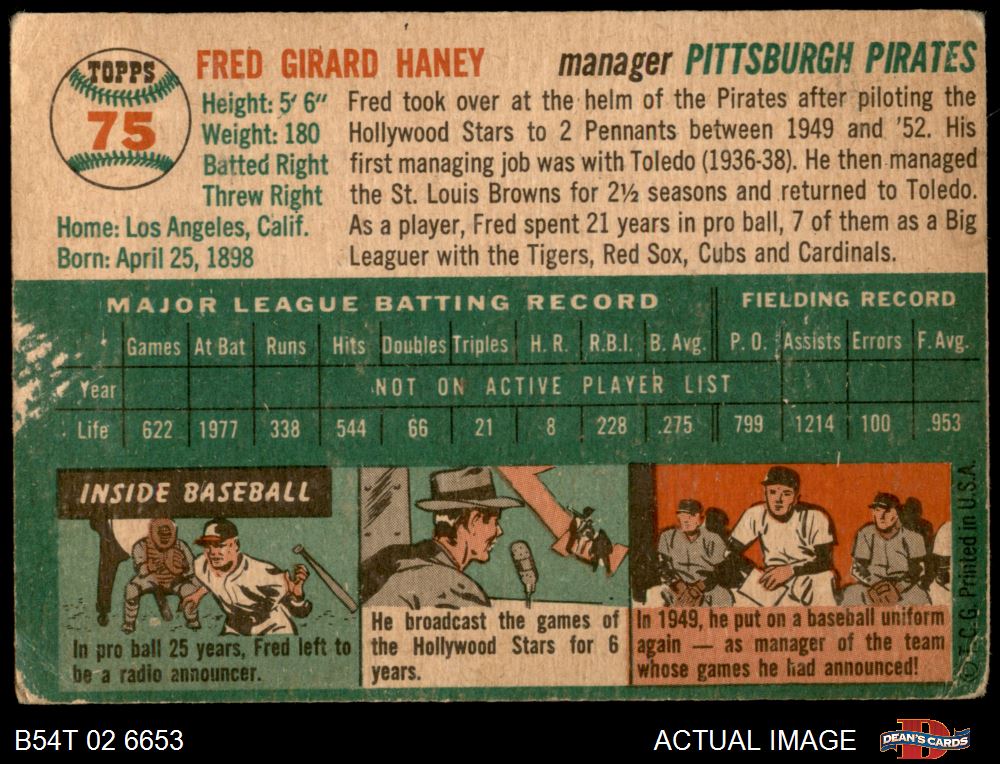 TOPPS
75
FRED GIRARD HANEY
manager PITTSBURGH PIRATES
Height: 5' 6"
Weight: 180
Batted Right
Threw Right
Home: Los Angeles, Calif.
Born: April 25, 1898
Fred took over at the helm of the Pirates after piloting the
Hollywood Stars to 2 Pennants between 1949 and '52. His
first managing job was with Toledo (1936-38). He then managed
the St. Louis Browns for 2½ seasons and returned to Toledo.
As a player, Fred spent 21 years in pro ball, 7 of them as a Big
Leaguer with the Tigers, Red Sox, Cubs and Cardinals.
MAJOR LEAGUE BATTING RECORD FIELDING RECORD
Games At Bat Runs Hits Doubles Triples H. R. R.B.I. B. Avg. P. O. Assists Errors F. Avg.
Year NOT ON ACTIVE PLAYER LIST
Life 622 1977 338 544 66 21 8 228 .275 799 1214 100 .953
INSIDE BASEBALL
In pro ball 25 years, Fred left to
be a radio announcer.
He broadcast the games of
the Hollywood Stars for 6
years.
In 1949, he put on a baseball uniform
again — as manager of the team
whose games he had announced!
© T. C. G. Printed in U.S.A.
B54T 02 6653
ACTUAL IMAGE
DEAN'S CARDS